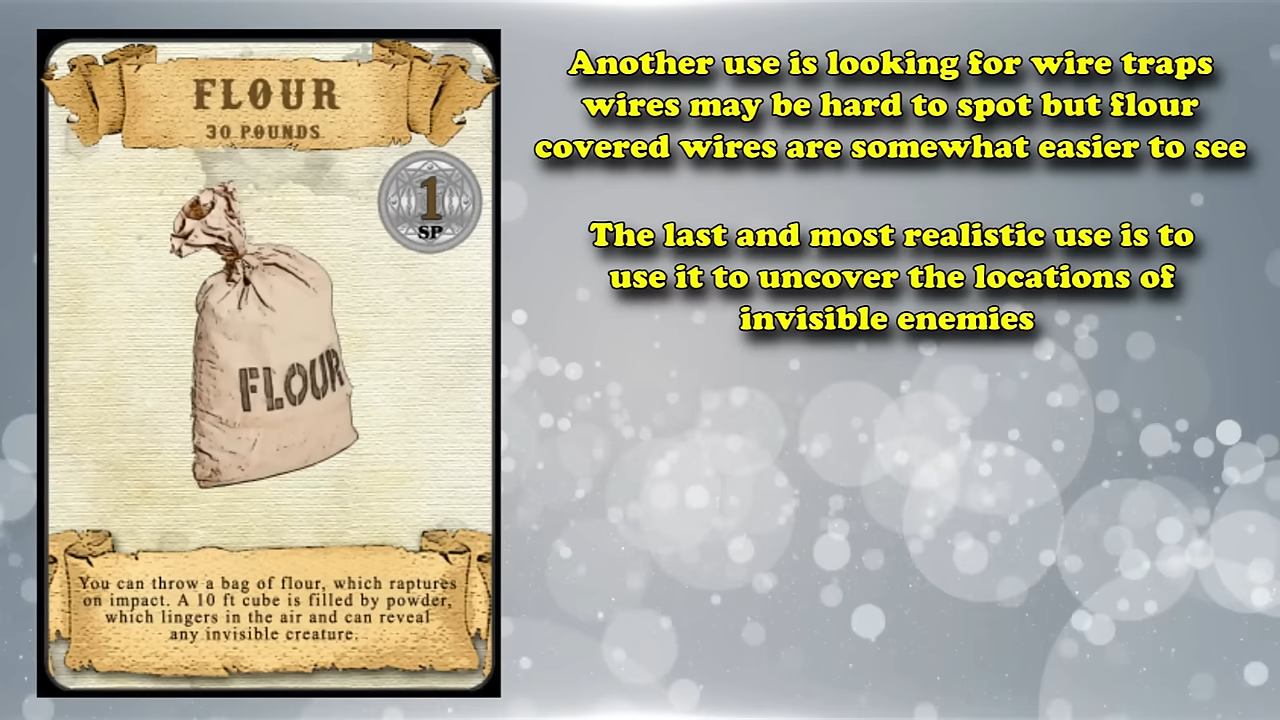 FLOUR
30 POUNDS
1
SP
FLOUR
You can throw a bag of flour, which raptures
on impact. A 10 ft cube is filled by powder,
which lingers in the air and can reveal
any invisible creature.
Another use is looking for wire traps
wires may be hard to spot but flour
covered wires are somewhat easier to see
The last and most realistic use is to
use it to uncover the locations of
invisible enemies